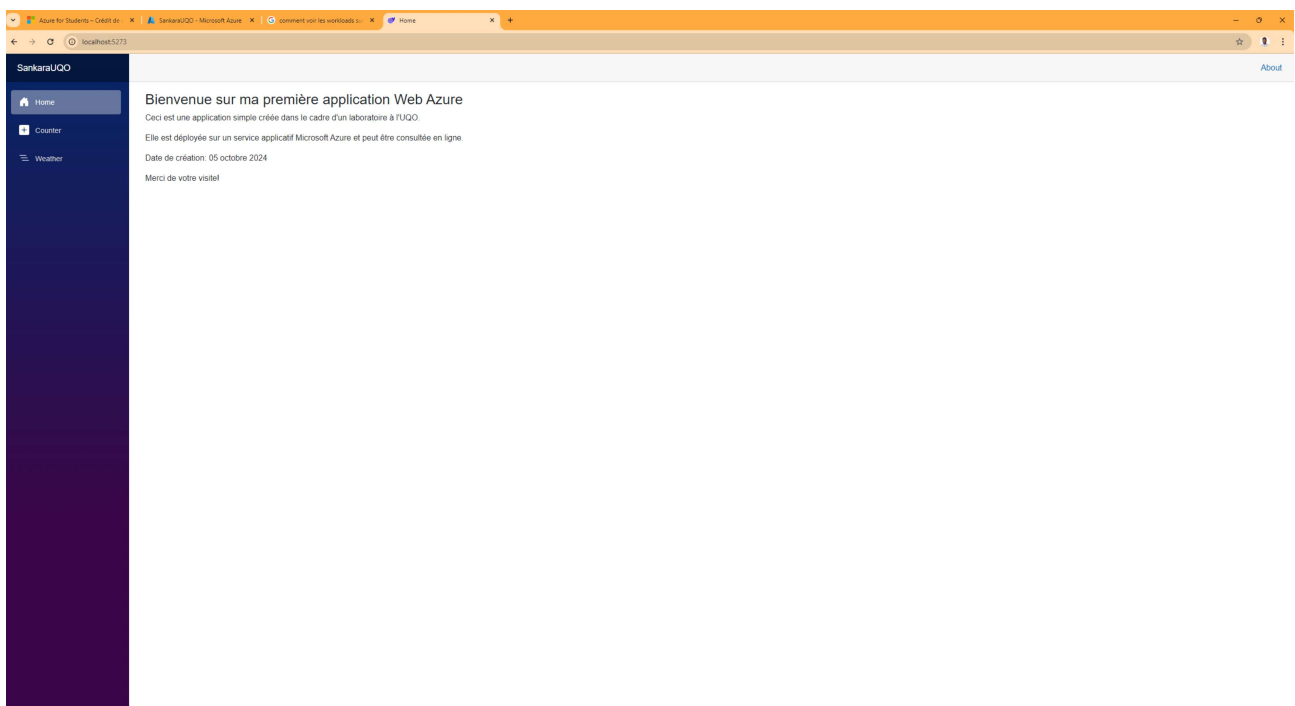 Azure for Students – Crédit de
SankaraUQO - Microsoft Azure
comment voir les workloads su
Home
localhost:5273
SankaraUQO
About
Home
Counter
Weather
Bienvenue sur ma première application Web Azure
Ceci est une application simple créée dans le cadre d'un laboratoire à l'UQO.
Elle est déployée sur un service applicatif Microsoft Azure et peut être consultée en ligne.
Date de création: 05 octobre 2024
Merci de votre visite!